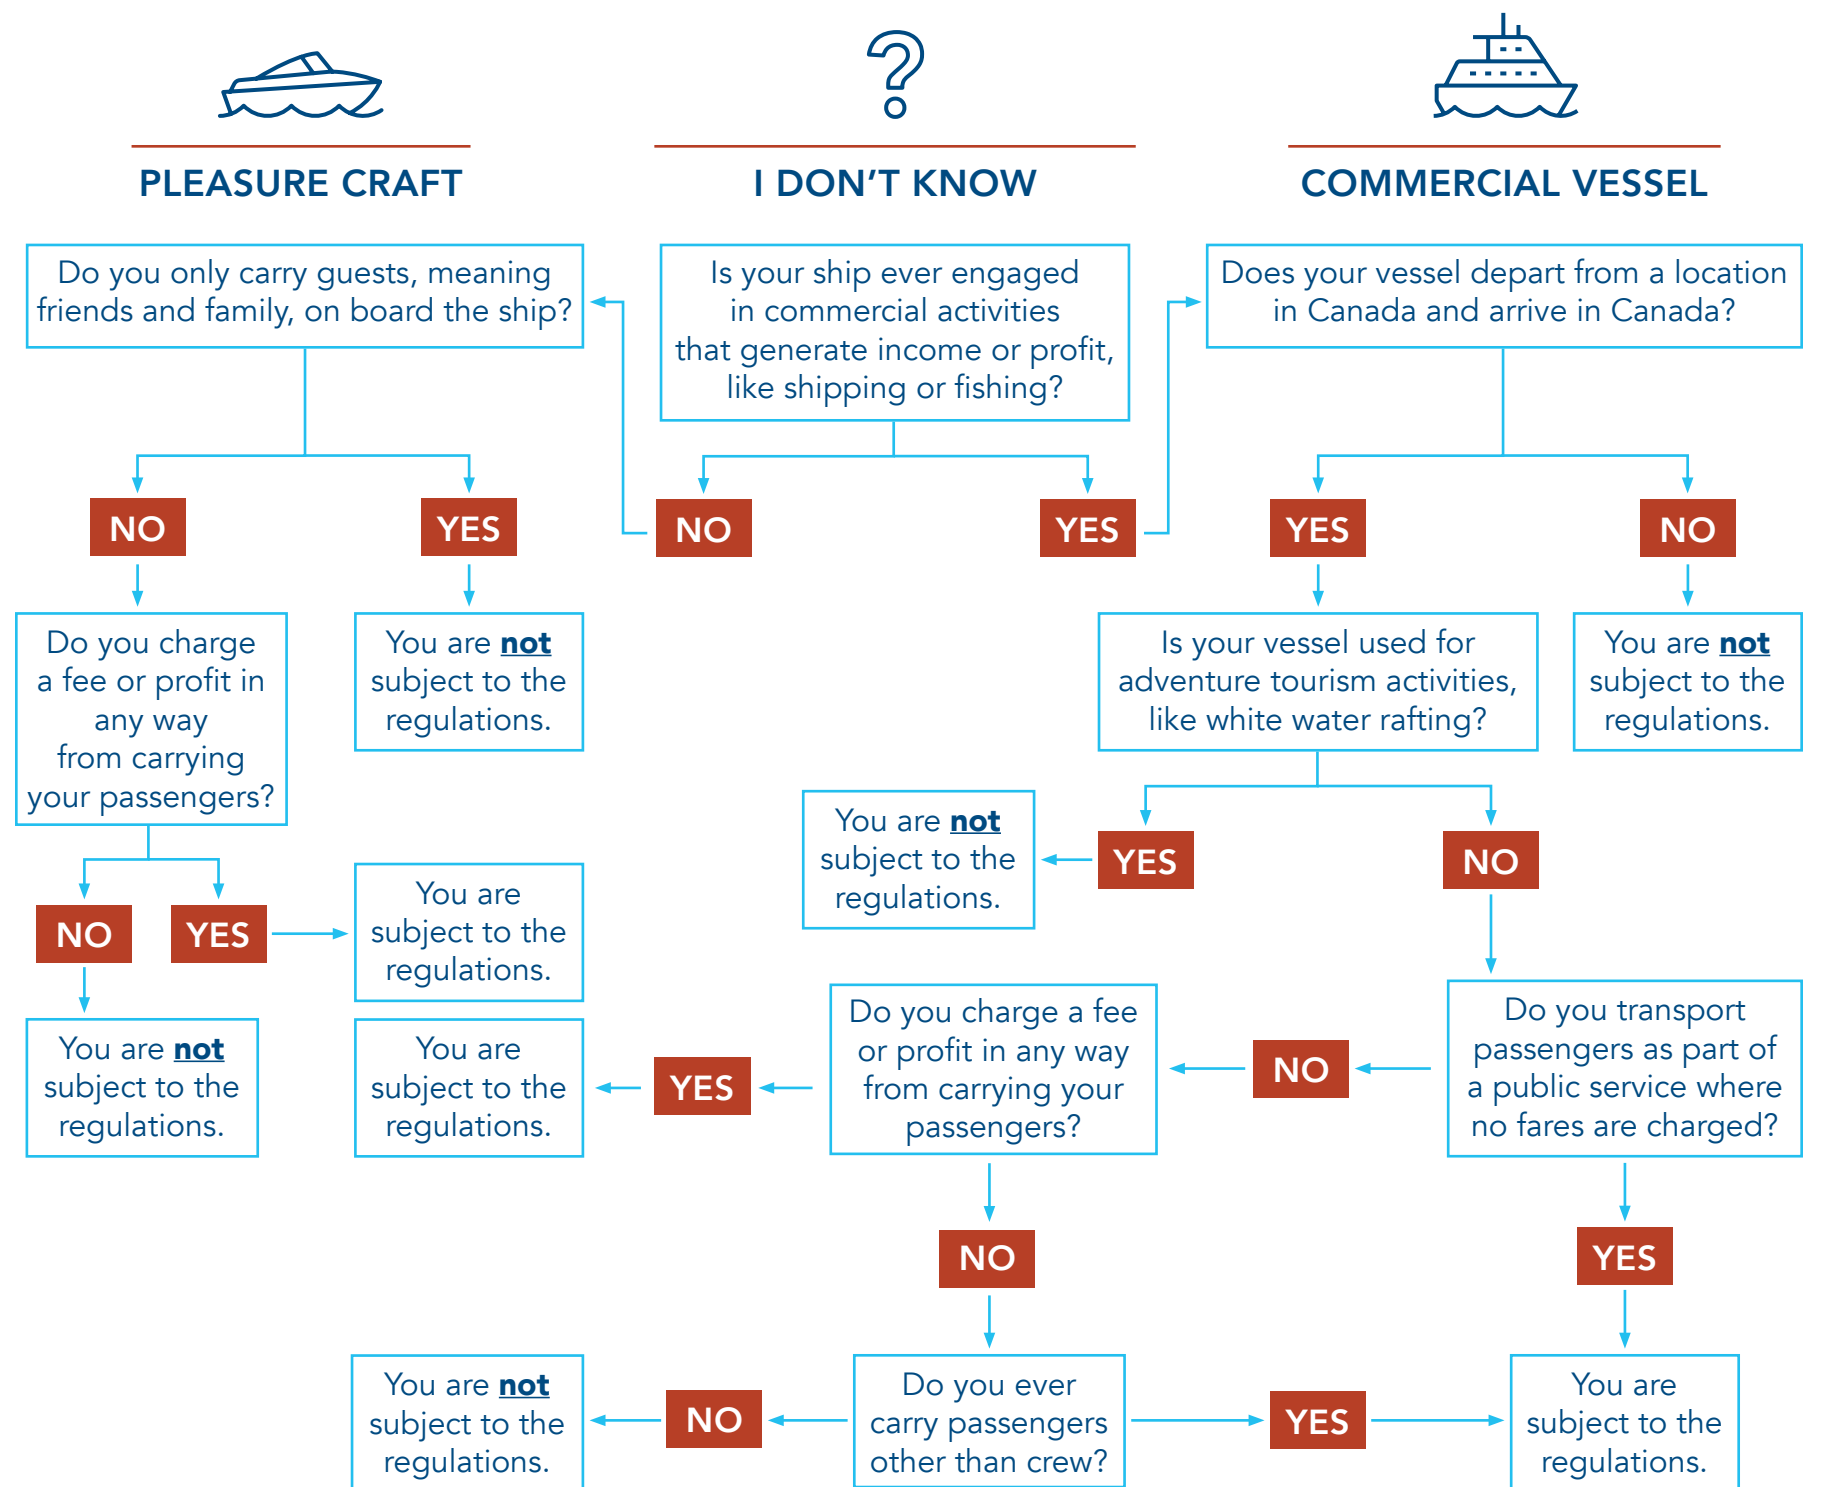 PLEASURE CRAFT
I DON'T KNOW
COMMERCIAL VESSEL
Do you only carry guests, meaning
friends and family, on board the ship?
Is your ship ever engaged
in commercial activities
that generate income or profit,
like shipping or fishing?
Does your vessel depart from a location
in Canada and arrive in Canada?
NO
YES
NO
YES
YES
NO
Do you charge
a fee or profit in
any way
from carrying
your passengers?
You are not
subject to the
regulations.
Is your vessel used for
adventure tourism activities,
like white water rafting?
You are not
subject to the
regulations.
You are not
subject to the
regulations.
YES
NO
NO
YES
You are
subject to the
regulations.
You are not
subject to the
regulations.
You are
subject to the
regulations.
YES
Do you charge a fee
or profit in any way
from carrying your
passengers?
NO
Do you transport
passengers as part of
a public service where
no fares are charged?
NO
YES
You are not
subject to the
regulations.
NO
Do you ever
carry passengers
other than crew?
YES
You are
subject to the
regulations.